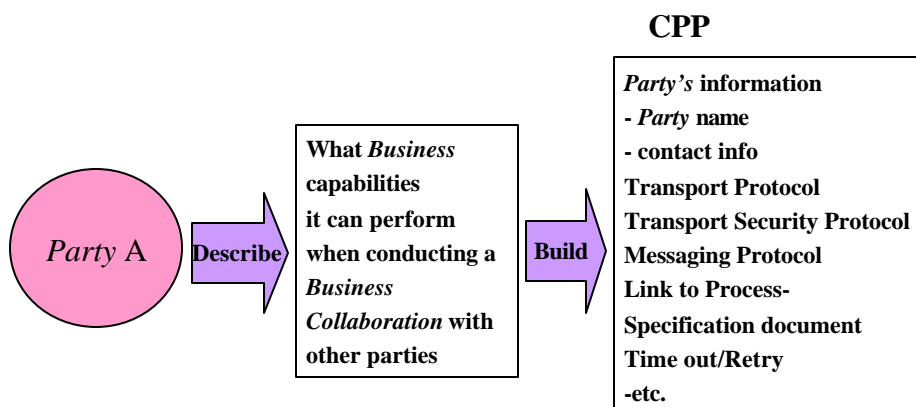 CPP
Party A
Describe
What Business
capabilities
it can perform
when conducting a
Business
Collaboration with
other parties
Build
Party's information
- Party name
- contact info
Transport Protocol
Transport Security Protocol
Messaging Protocol
Link to Process-
Specification document
Time out/Retry
-etc.